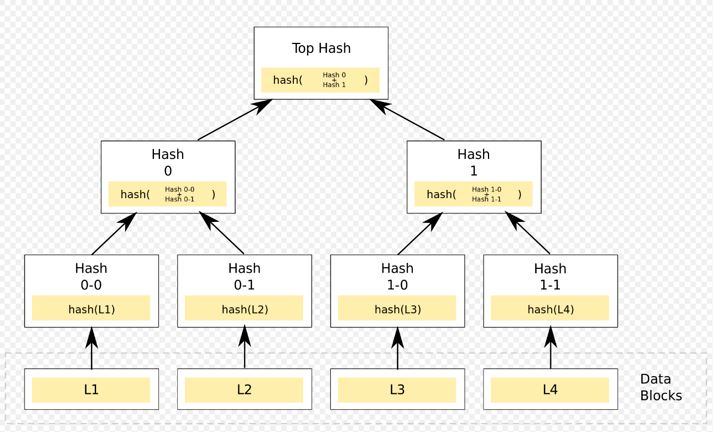 Top Hash
hash( Hash 0 + Hash 1 )
Hash
0
hash( Hash 0-0 + Hash 0-1 )
Hash
1
hash( Hash 1-0 + Hash 1-1 )
Hash
0-0
hash(L1)
Hash
0-1
hash(L2)
Hash
1-0
hash(L3)
Hash
1-1
hash(L4)
L1
L2
L3
L4
Data
Blocks